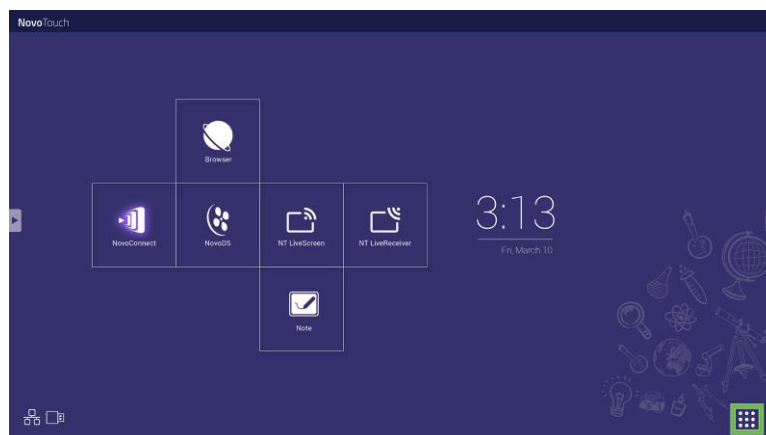 NovoTouch
Browser
NovoConnect
NovoDS
NT LiveScreen
NT LiveReceiver
3:13
Fri, March 10
Note